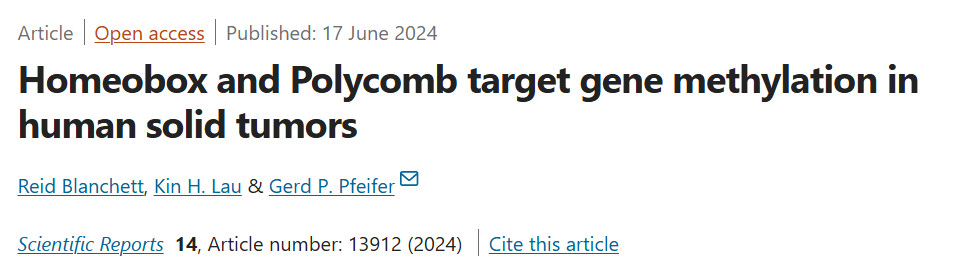 Article | Open access | Published: 17 June 2024
Homeobox and Polycomb target gene methylation in
human solid tumors
Reid Blanchett, Kin H. Lau & Gerd P. Pfeifer
Scientific Reports 14, Article number: 13912 (2024) | Cite this article